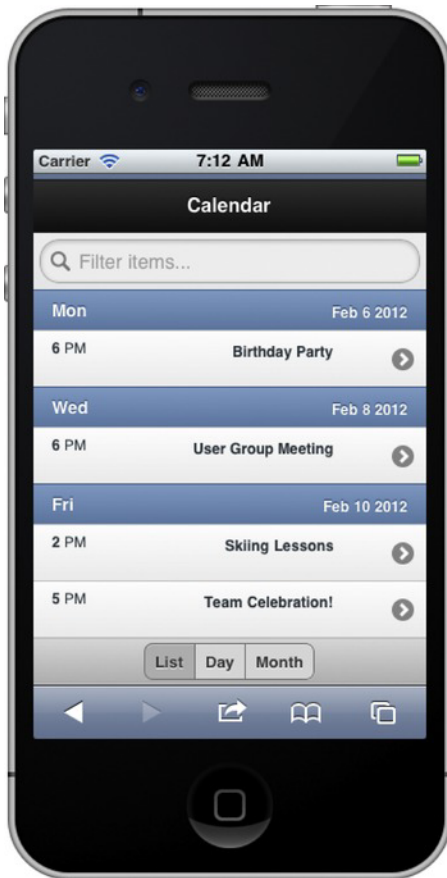 Carrier 7:12 AM
Calendar
Filter items...
Mon Feb 6 2012
6 PM Birthday Party
Wed Feb 8 2012
6 PM User Group Meeting
Fri Feb 10 2012
2 PM Skiing Lessons
5 PM Team Celebration!
List Day Month